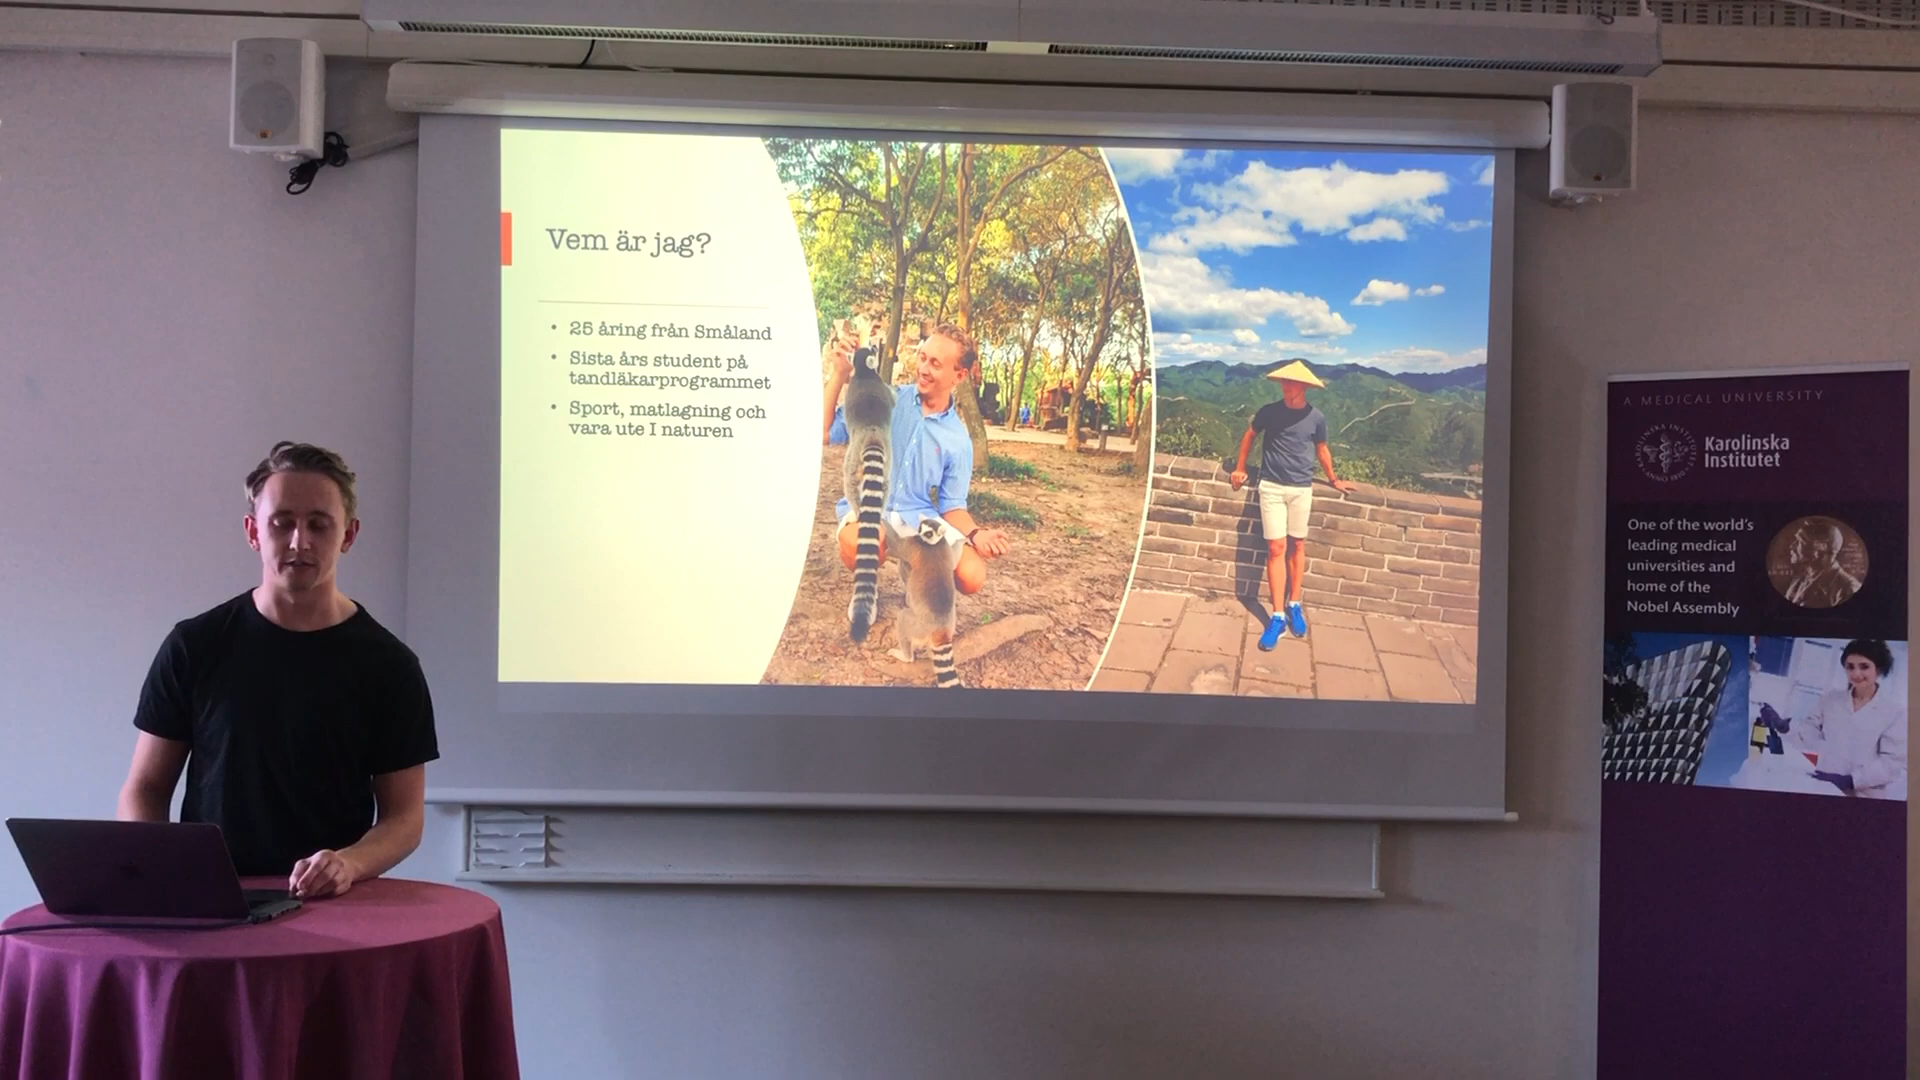 Vem är jag?
• 25 åring från Småland
• Sista års student på
tandläkarprogrammet
• Sport, matlagning och
vara ute I naturen
A MEDICAL UNIVERSITY
Karolinska
Institutet
One of the world's
leading medical
universities and
home of the
Nobel Assembly